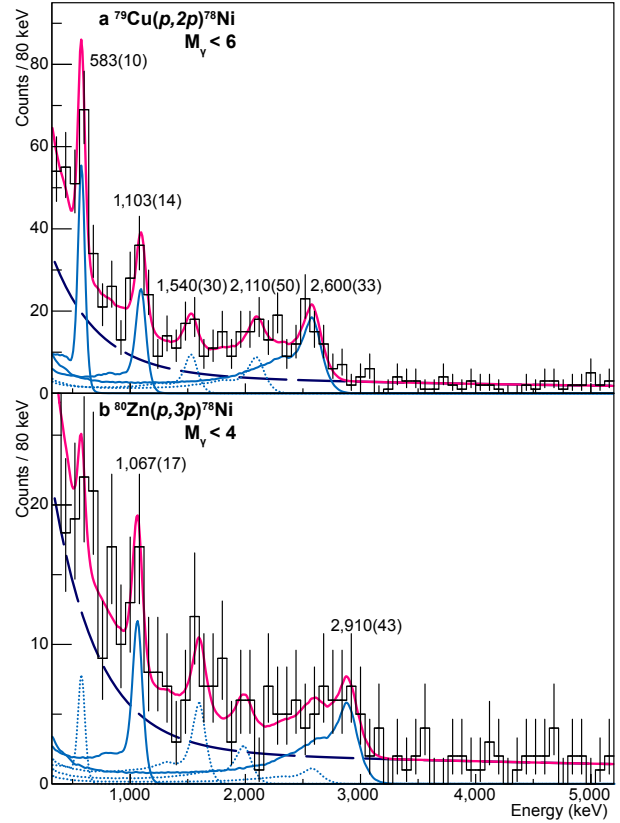 a ⁷⁹Cu(p,2p)⁷⁸Ni
Mγ < 6
Counts / 80 keV
80
60
40
20
0
583(10)
1,103(14)
1,540(30)
2,110(50)
2,600(33)
b ⁸⁰Zn(p,3p)⁷⁸Ni
Mγ < 4
Counts / 80 keV
20
10
0
1,067(17)
2,910(43)
1,000
2,000
3,000
4,000
5,000
Energy (keV)